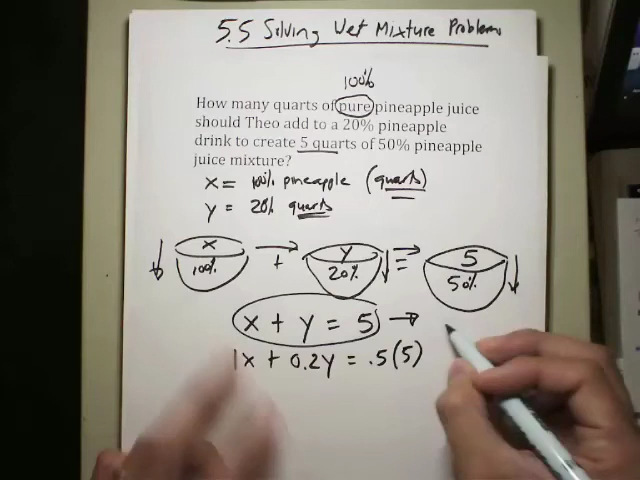 5.5 Solving Wet Mixture Problems
100%
How many quarts of pure pineapple juice
should Theo add to a 20% pineapple
drink to create 5 quarts of 50% pineapple
juice mixture?
x = 100% pineapple (quarts)
y = 20% quarts
x + y = 5
100% 20% 50%
x + y = 5 →
1x + 0.2y = .5(5)